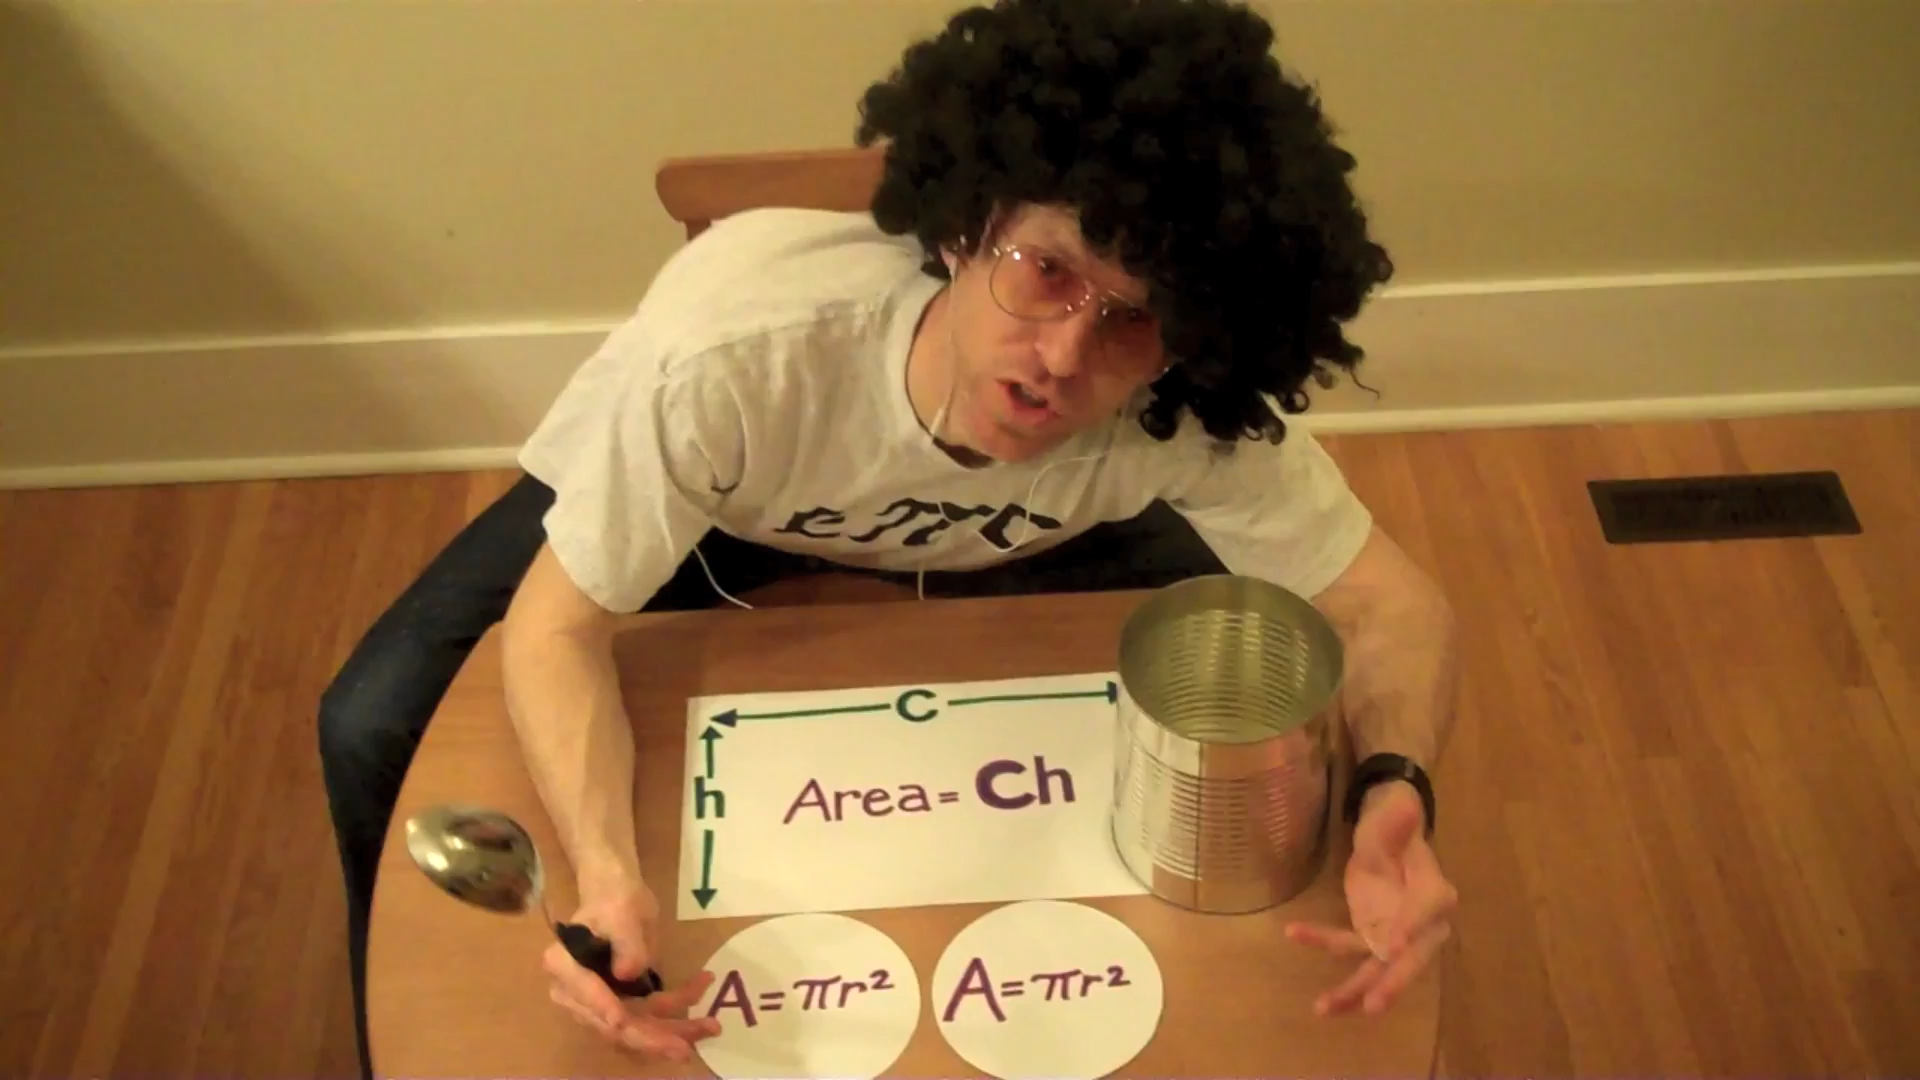 C
h
Area = Ch
A = πr²
A = πr²